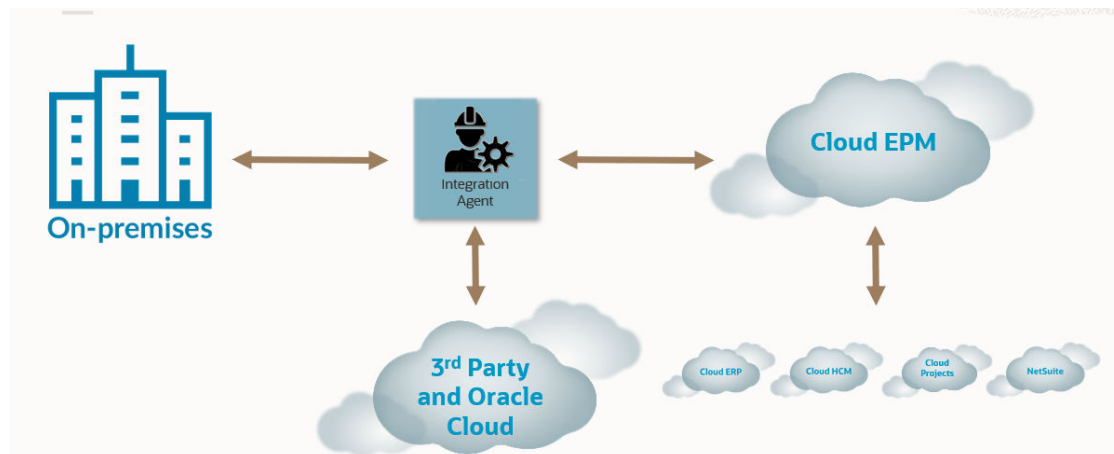 On-premises
Integration
Agent
Cloud EPM
3rd Party
and Oracle
Cloud
Cloud ERP
Cloud HCM
Cloud
Projects
NetSuite